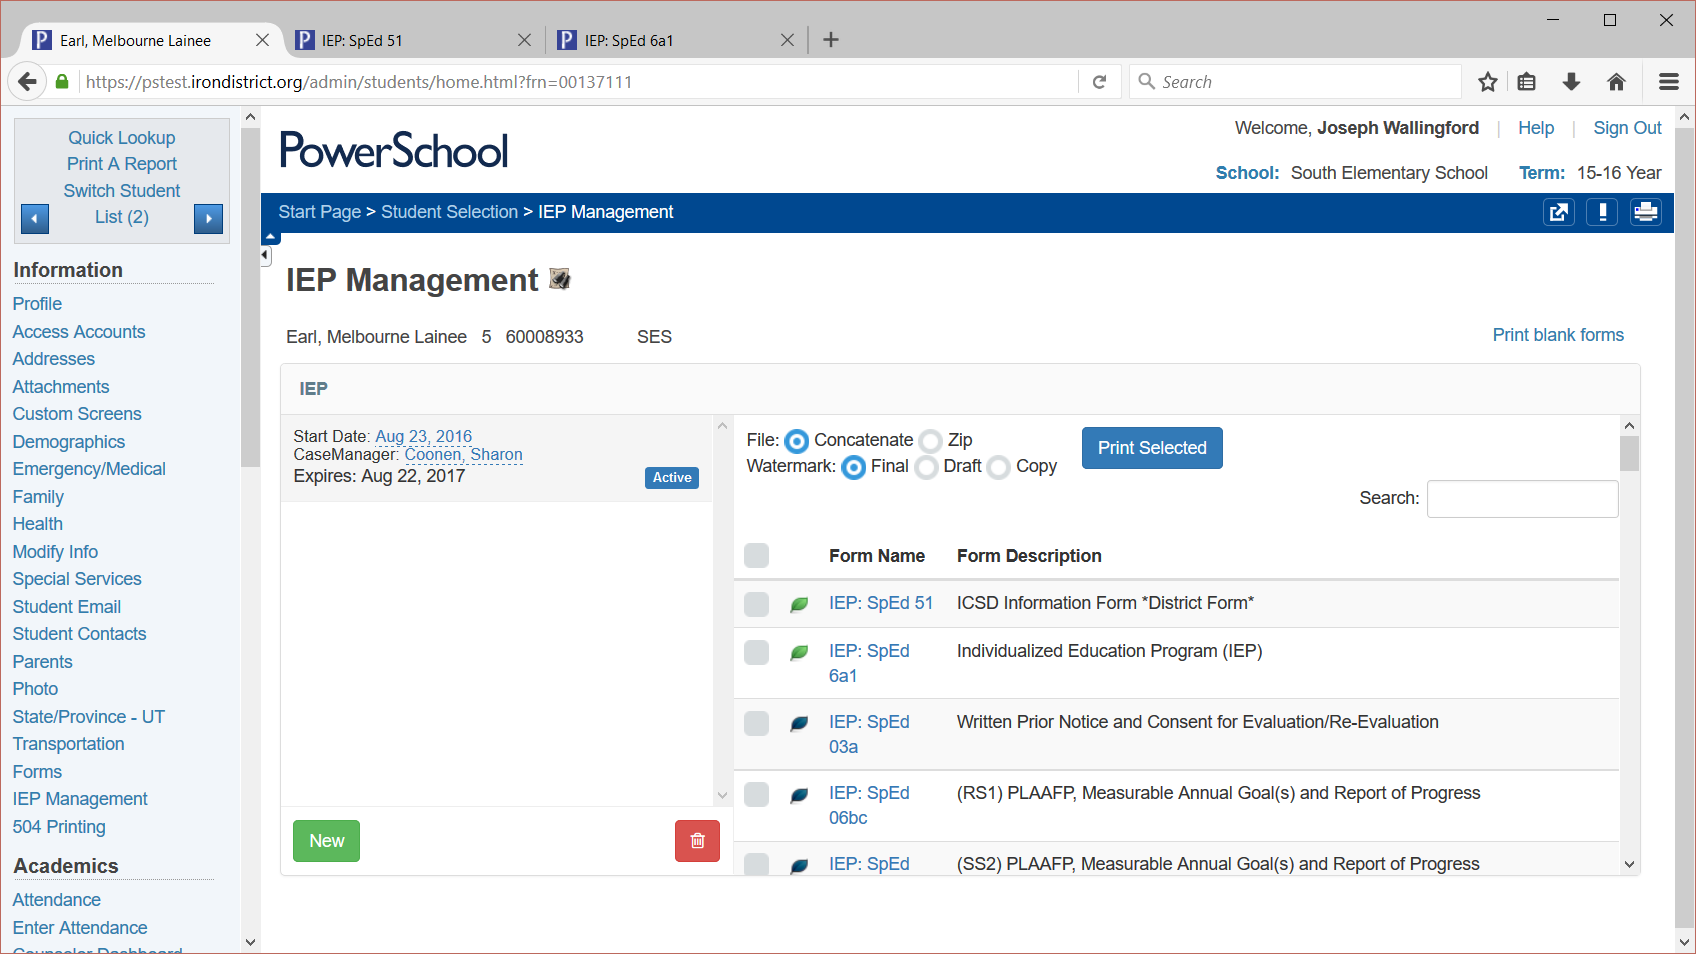 Earl, Melbourne Lainee
IEP: SpEd 51
IEP: SpEd 6a1
https://pstest.irondistrict.org/admin/students/home.html?frn=00137111
Search
Quick Lookup
Print A Report
Switch Student
List (2)
Information
Profile
Access Accounts
Addresses
Attachments
Custom Screens
Demographics
Emergency/Medical
Family
Health
Modify Info
Special Services
Student Email
Student Contacts
Parents
Photo
State/Province - UT
Transportation
Forms
IEP Management
504 Printing
Academics
Attendance
Enter Attendance
Counselor Dashboard
PowerSchool
Welcome, Joseph Wallingford | Help | Sign Out
School: South Elementary School Term: 15-16 Year
Start Page > Student Selection > IEP Management
IEP Management
Earl, Melbourne Lainee 5 60008933 SES
Print blank forms
IEP
Start Date: Aug 23, 2016
CaseManager: Coonen, Sharon
Expires: Aug 22, 2017
Active
New
File: Concatenate Zip
Watermark: Final Draft Copy
Print Selected
Search:
Form Name Form Description
IEP: SpEd 51 ICSD Information Form *District Form*
IEP: SpEd Individualized Education Program (IEP)
6a1
IEP: SpEd Written Prior Notice and Consent for Evaluation/Re-Evaluation
03a
IEP: SpEd (RS1) PLAAFP, Measurable Annual Goal(s) and Report of Progress
06bc
IEP: SpEd (SS2) PLAAFP, Measurable Annual Goal(s) and Report of Progress